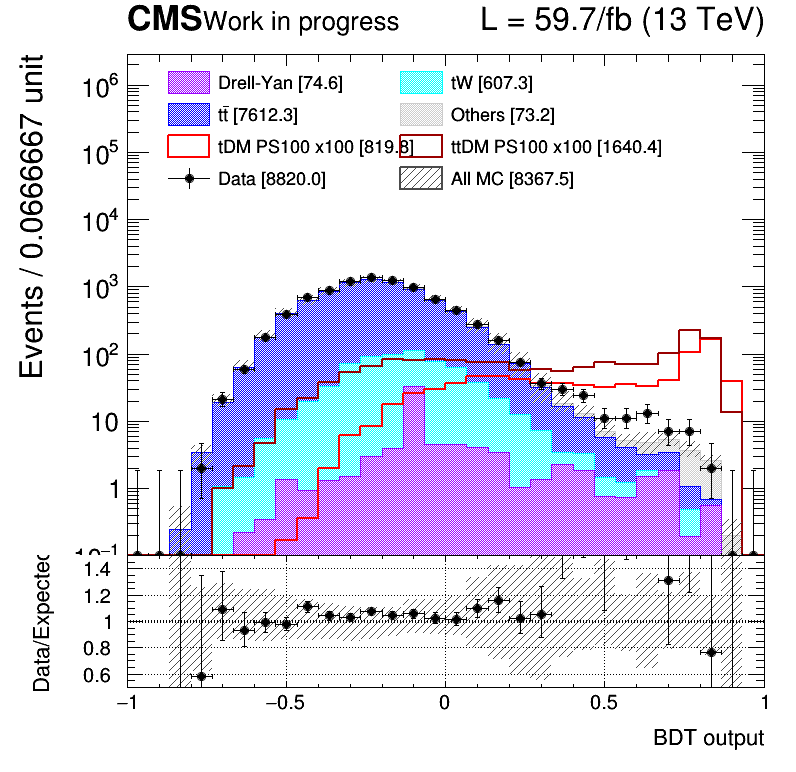 CMS Work in progress L = 59.7/fb (13 TeV)
Events / 0.0666667 unit
10⁶
10⁵
10⁴
10³
10²
10
1
10⁻¹
Drell-Yan [74.6] tW [607.3]
tt̄ [7612.3] Others [73.2]
tDM PS100 x100 [819.8] ttDM PS100 x100 [1640.4]
Data [8820.0] All MC [8367.5]
Data/Expected
1.4
1.2
1
0.8
0.6
−1 −0.5 0 0.5 1
BDT output